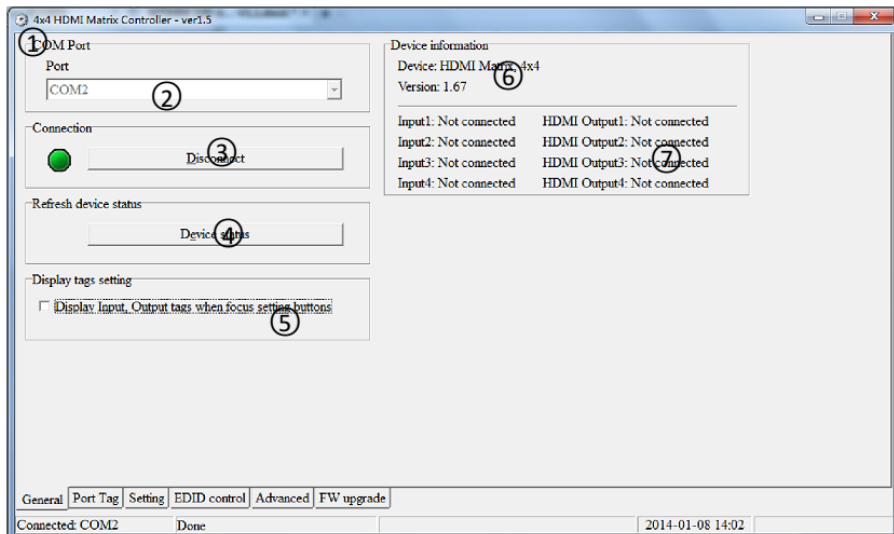 4x4 HDMI Matrix Controller - ver1.5
①
COM Port
Port
COM2
②
Connection
Disconnect
③
Refresh device status
Device status
④
Display tags setting
Display Input, Output tags when focus setting buttons
⑤
Device information
Device: HDMI Matrix, 4x4
⑥
Version: 1.67
Input1: Not connected HDMI Output1: Not connected
Input2: Not connected HDMI Output2: Not connected
Input3: Not connected HDMI Output3: Not connected
⑦
Input4: Not connected HDMI Output4: Not connected
General Port Tag Setting EDID control Advanced FW upgrade
Connected: COM2 Done 2014-01-08 14:02